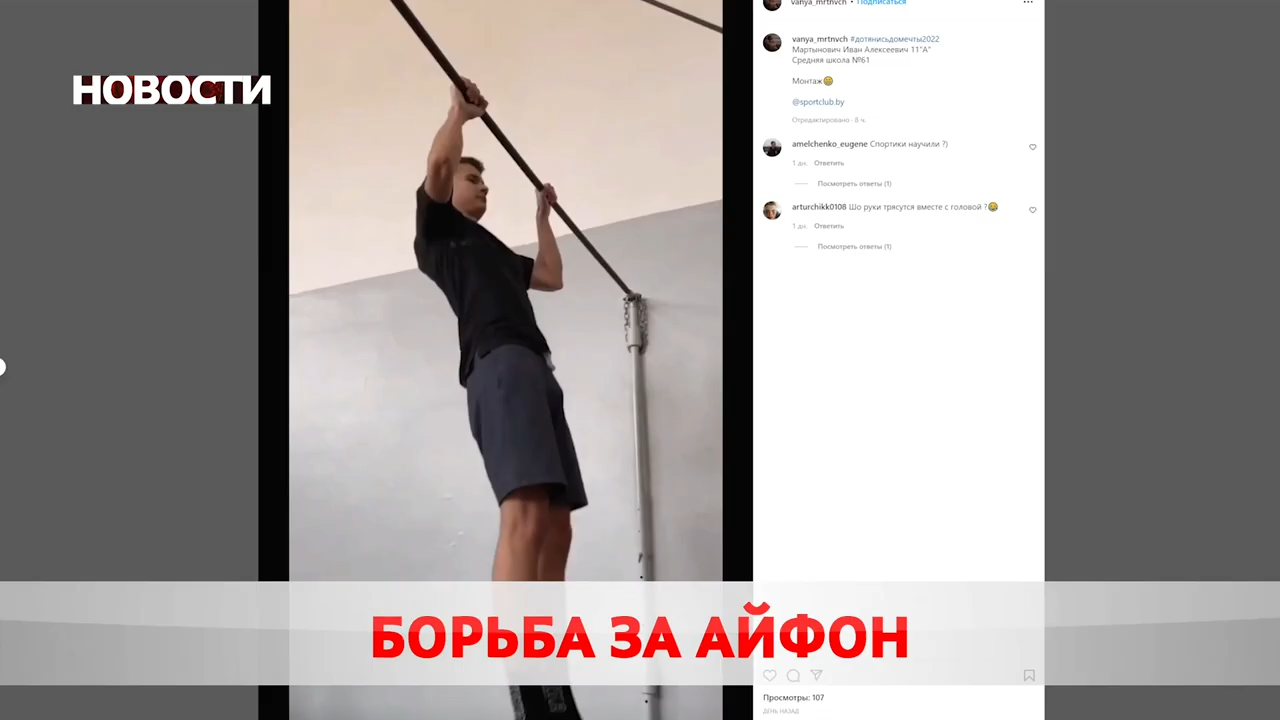 НОВОСТИ
vanya_mrtnvch • Подписаться
vanya_mrtnvch #дотянисьдомечты2022
Мартынович Иван Алексеевич 11"А"
Средняя школа №61
Монтаж😂
@sportclub.by
Отредактировано · 8 ч.
amelchenko_eugene Спортики научили ?)
1 дн. Ответить
Посмотреть ответы (1)
arturchikk0108 Шо руки трясутся вместе с головой ?😂
1 дн. Ответить
Посмотреть ответы (1)
БОРЬБА ЗА АЙФОН
Просмотры: 107
ДЕНЬ НАЗАД